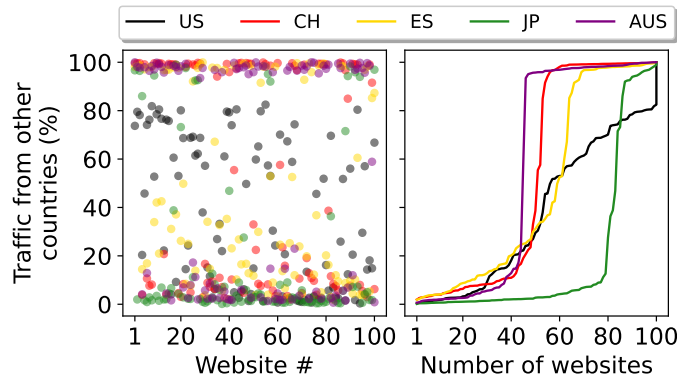 US CH ES JP AUS
Traffic from other
countries (%)
100
80
60
40
20
0
1 20 40 60 80 100
1 20 40 60 80 100
Website #
Number of websites